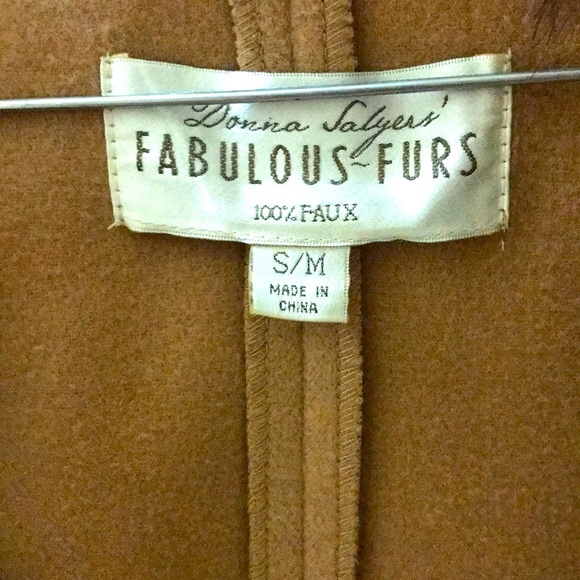 Donna Salyers'
FABULOUS~FURS
100% FAUX
S/M
MADE IN
CHINA